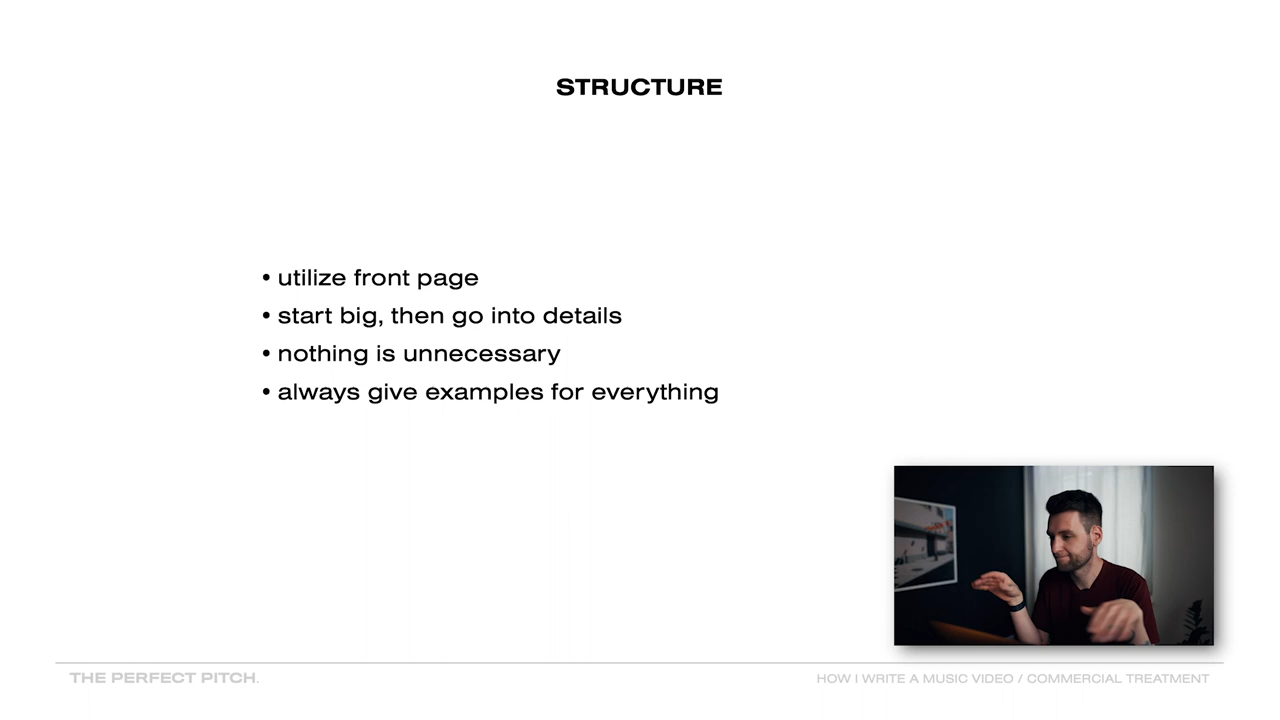 STRUCTURE
• utilize front page
• start big, then go into details
• nothing is unnecessary
• always give examples for everything
THE PERFECT PITCH.
HOW I WRITE A MUSIC VIDEO / COMMERCIAL TREATMENT